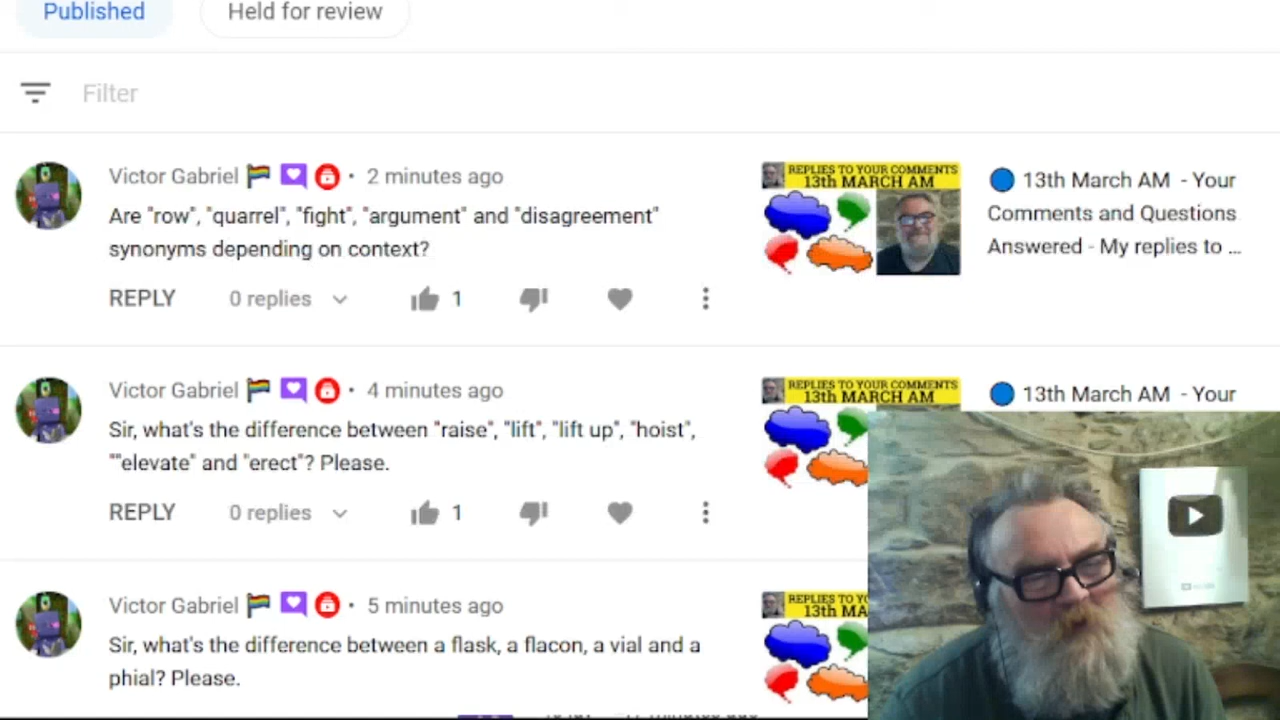 Published
Held for review
Filter
Victor Gabriel • 2 minutes ago
Are "row", "quarrel", "fight", "argument" and "disagreement"
synonyms depending on context?
REPLY 0 replies 1
REPLIES TO YOUR COMMENTS
13th MARCH AM
13th March AM - Your
Comments and Questions
Answered - My replies to ...
Victor Gabriel • 4 minutes ago
Sir, what's the difference between "raise", "lift", "lift up", "hoist",
""elevate" and "erect"? Please.
REPLY 0 replies 1
REPLIES TO YOUR COMMENTS
13th MARCH AM
13th March AM - Your
Victor Gabriel • 5 minutes ago
Sir, what's the difference between a flask, a flacon, a vial and a
phial? Please.
REPLIES TO YO
13th MA